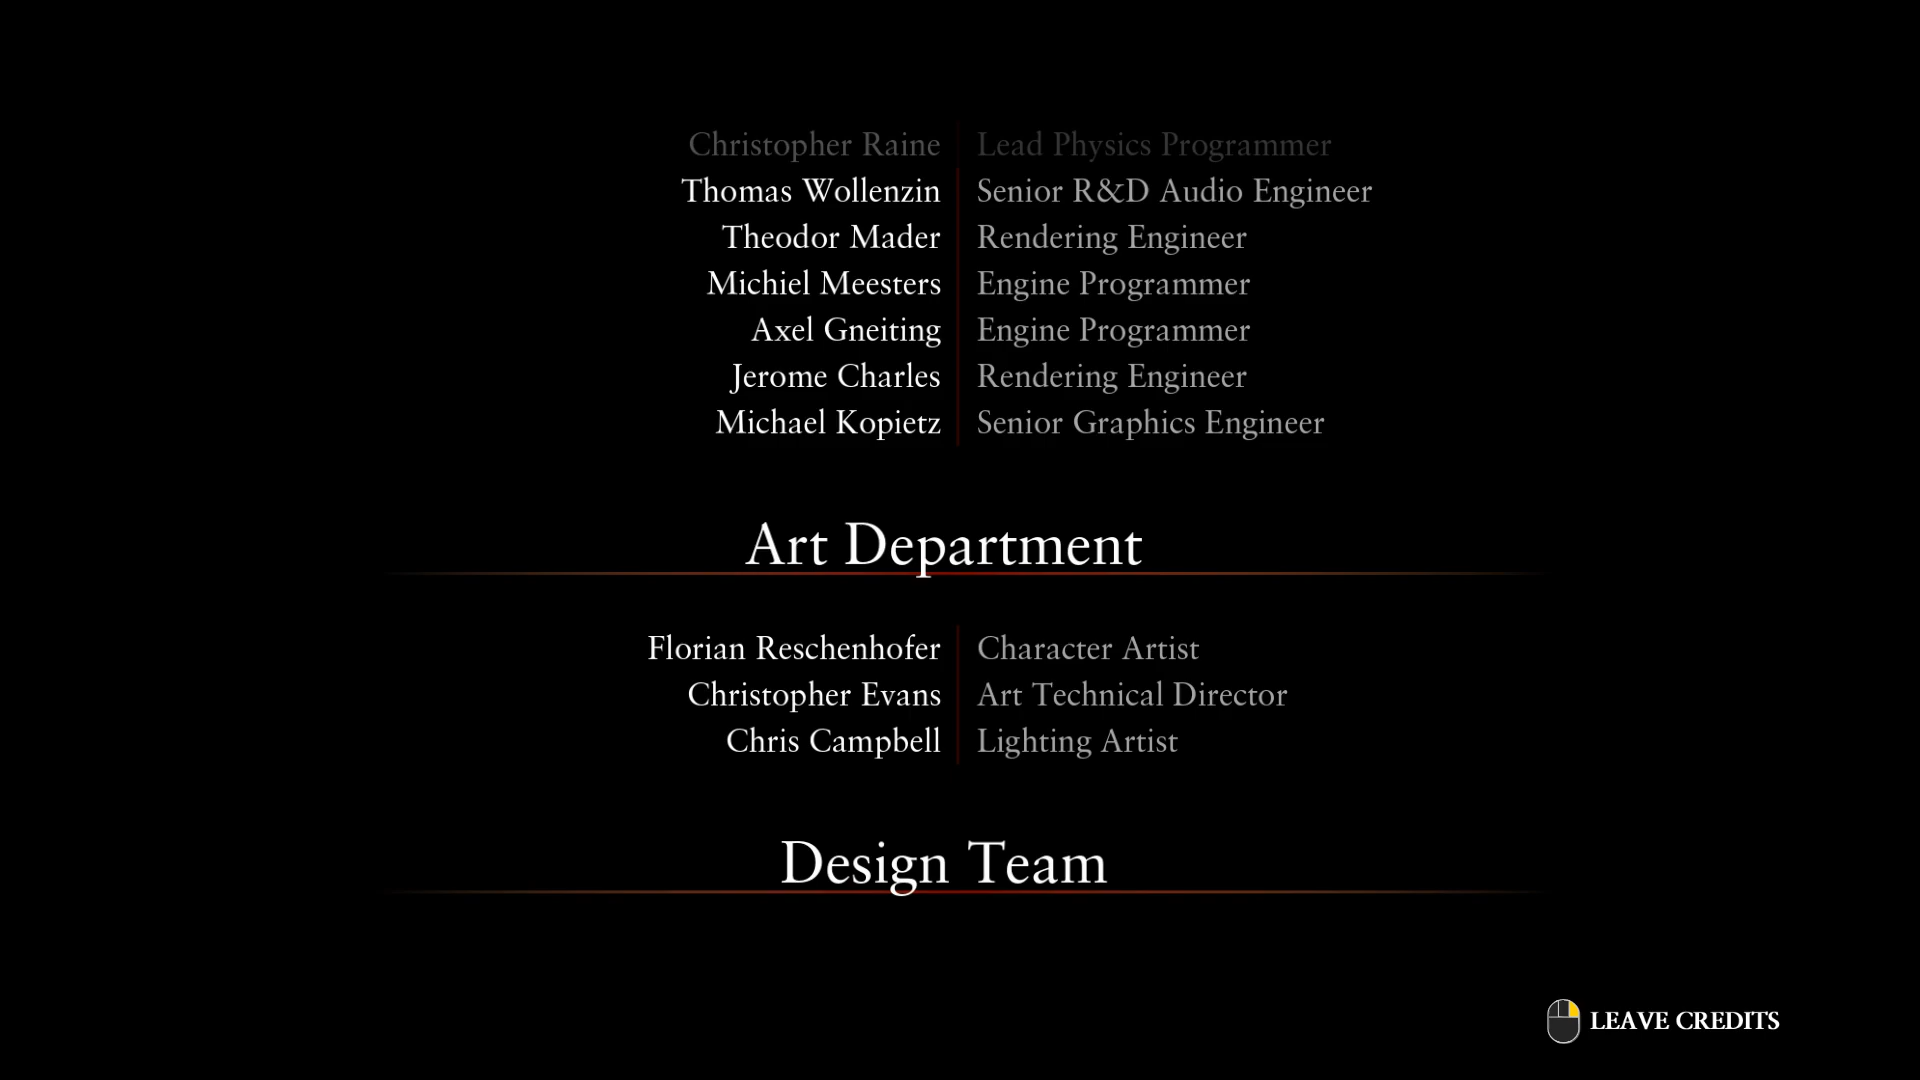 Christopher Raine Lead Physics Programmer
Thomas Wollenzin Senior R&D Audio Engineer
Theodor Mader Rendering Engineer
Michiel Meesters Engine Programmer
Axel Gneiting Engine Programmer
Jerome Charles Rendering Engineer
Michael Kopietz Senior Graphics Engineer
Art Department
Florian Reschenhofer Character Artist
Christopher Evans Art Technical Director
Chris Campbell Lighting Artist
Design Team
LEAVE CREDITS